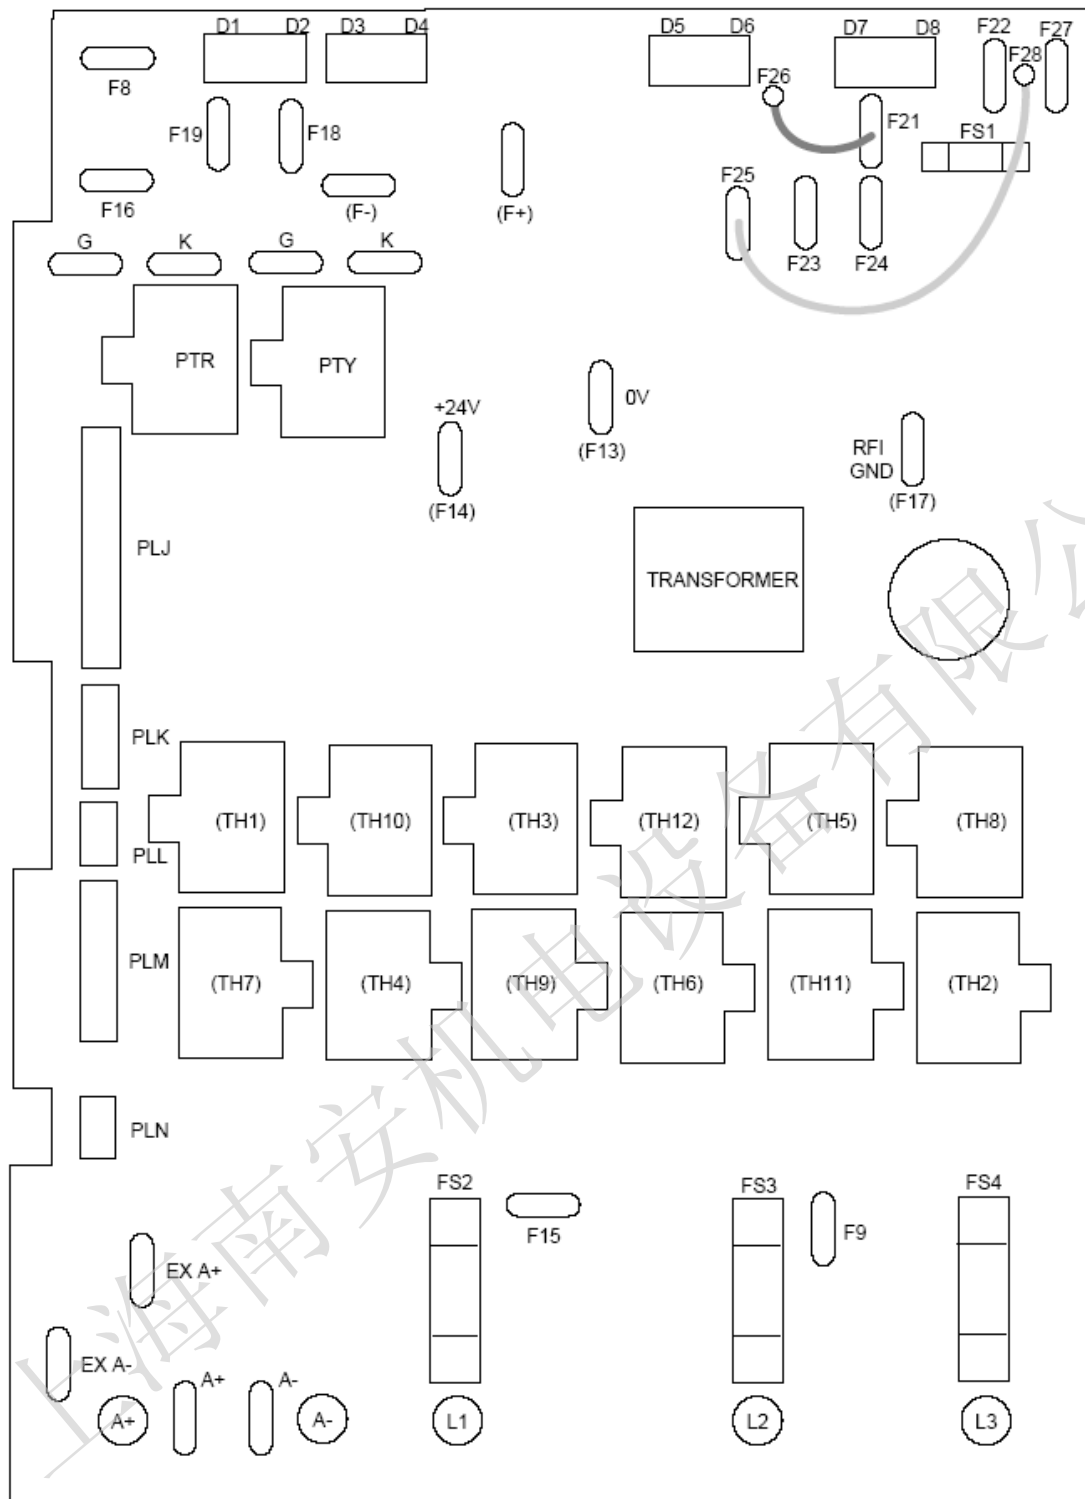 D1 D2 D3 D4 D5 D6 D7 D8 F22 F27
F8 F26 F28
F19 F18 F21 FS1
F16 (F-) (F+) F25
G K G K F23 F24
PTR PTY
+24V 0V
(F13)
RFI
GND
(F14) (F17)
PLJ
TRANSFORMER
PLK
(TH1) (TH10) (TH3) (TH12) (TH5) (TH8)
PLL
PLM (TH7) (TH4) (TH9) (TH6) (TH11) (TH2)
PLN
FS2 FS3 FS4
F15 F9
EX A+
EX A- A+ A-
A+ A- L1 L2 L3
上海南安机电设备有限公